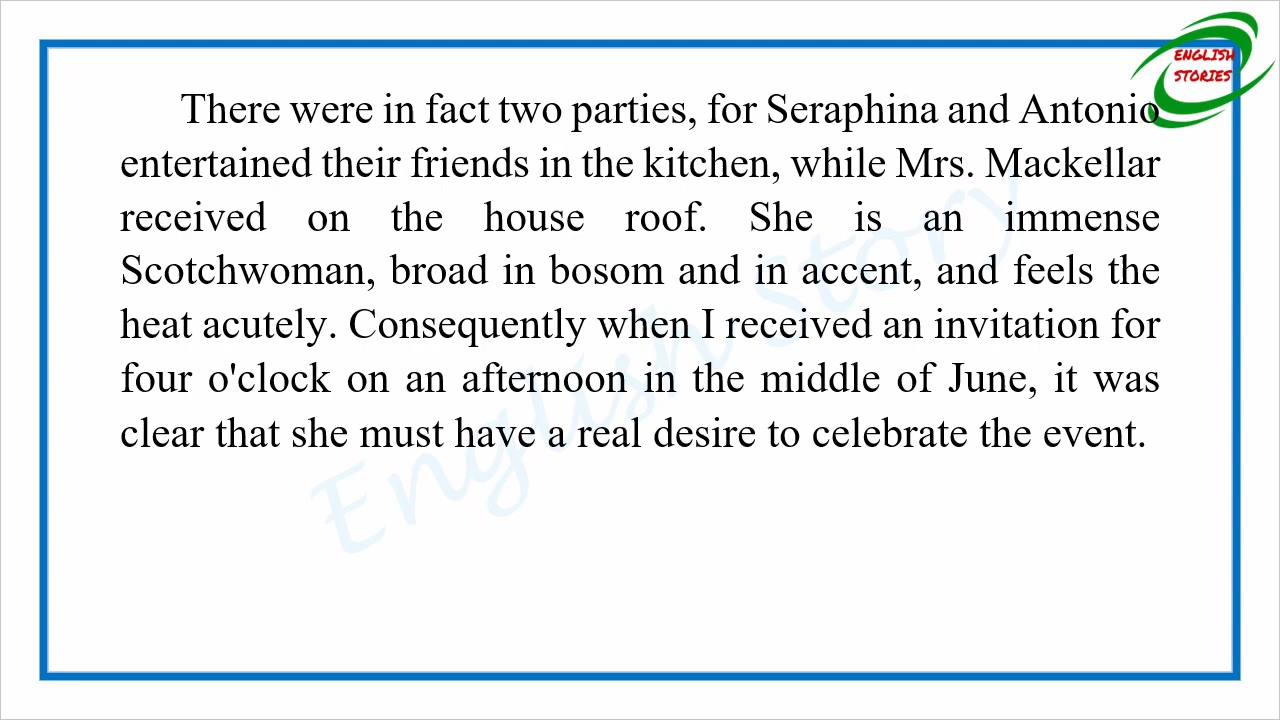 ENGLISH
STORIES
There were in fact two parties, for Seraphina and Antonio
entertained their friends in the kitchen, while Mrs. Mackellar
received on the house roof. She is an immense
Scotchwoman, broad in bosom and in accent, and feels the
heat acutely. Consequently when I received an invitation for
four o'clock on an afternoon in the middle of June, it was
clear that she must have a real desire to celebrate the event.
English Story